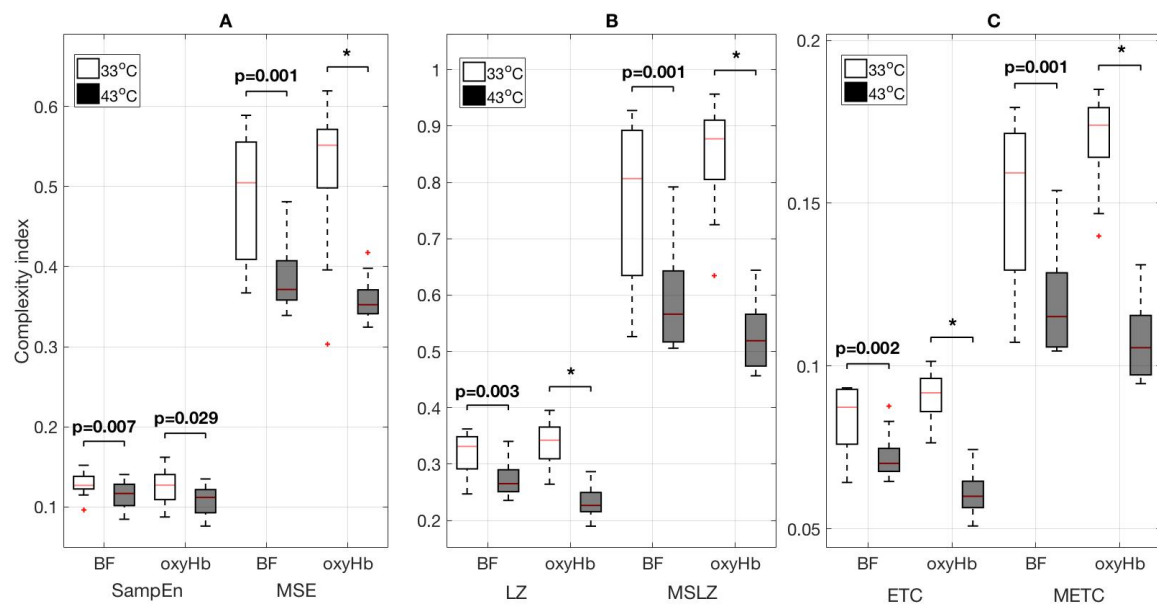 A
33°C
43°C
p=0.001
*
p=0.007
p=0.029
0.6
0.5
0.4
0.3
0.2
0.1
Complexity index
BF
oxyHb
BF
oxyHb
SampEn
MSE
B
33°C
43°C
p=0.001
*
p=0.003
*
1
0.9
0.8
0.7
0.6
0.5
0.4
0.3
0.2
BF
oxyHb
BF
oxyHb
LZ
MSLZ
C
33°C
43°C
p=0.001
*
p=0.002
*
0.2
0.15
0.1
0.05
BF
oxyHb
BF
oxyHb
ETC
METC